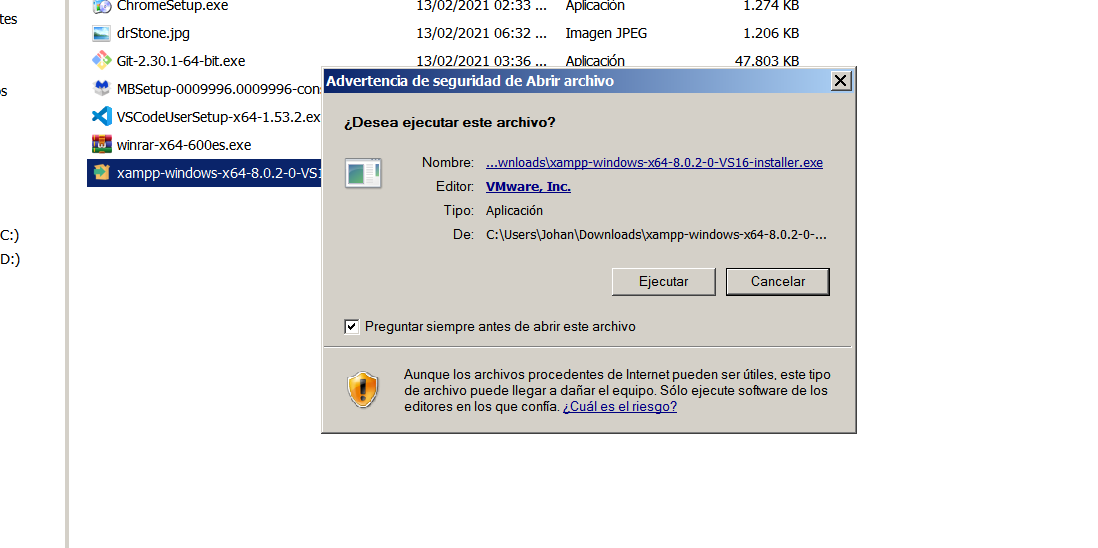 ChromeSetup.exe 13/02/2021 02:33 ... Aplicación 1.274 KB
tes
drStone.jpg 13/02/2021 06:32 ... Imagen JPEG 1.206 KB
Git-2.30.1-64-bit.exe 13/02/2021 03:36 ... Aplicación 47.803 KB
os
MBSetup-0009996.0009996-cons
VSCodeUserSetup-x64-1.53.2.ex
winrar-x64-600es.exe
xampp-windows-x64-8.0.2-0-VS1
C:)
D:)
Advertencia de seguridad de Abrir archivo
¿Desea ejecutar este archivo?
Nombre: ...wnloads\xampp-windows-x64-8.0.2-0-VS16-installer.exe
Editor: VMware, Inc.
Tipo: Aplicación
De: C:\Users\Johan\Downloads\xampp-windows-x64-8.0.2-0-...
Ejecutar Cancelar
Preguntar siempre antes de abrir este archivo
Aunque los archivos procedentes de Internet pueden ser útiles, este tipo
de archivo puede llegar a dañar el equipo. Sólo ejecute software de los
editores en los que confía. ¿Cuál es el riesgo?